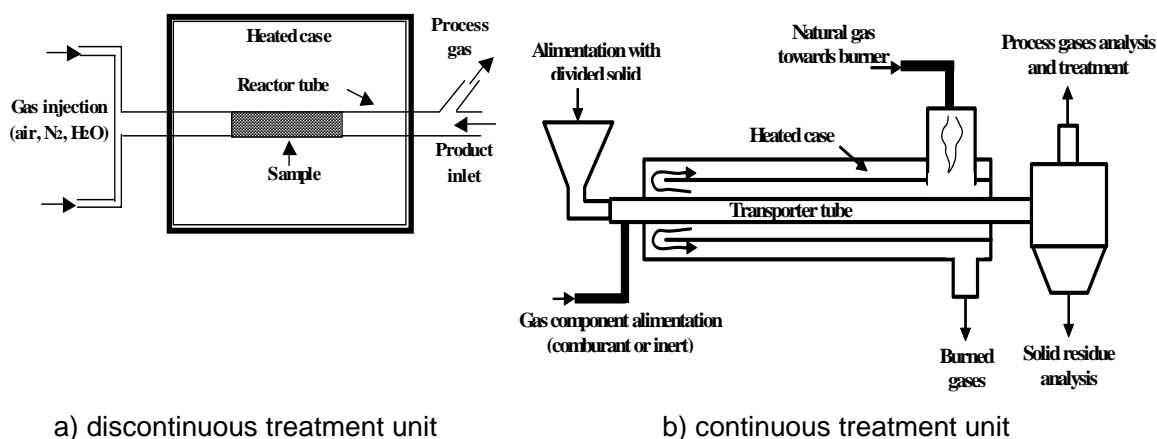 Heated case
Process
gas
Reactor tube
Gas injection
(air, N2, H2O)
Sample
Product
inlet
Alimentation with
divided solid
Natural gas
towards burner
Process gases analysis
and treatment
Heated case
Transporter tube
Gas component alimentation
(comburant or inert)
Burned
gases
Solid residue
analysis
a) discontinuous treatment unit
b) continuous treatment unit